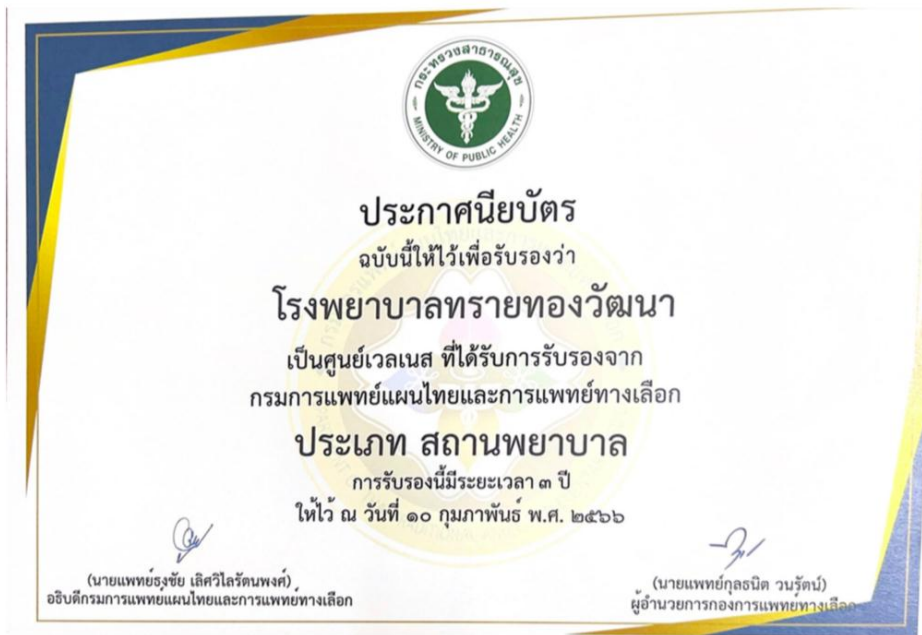 กระทรวงสาธารณสุข
MINISTRY OF PUBLIC HEALTH
ประกาศนียบัตร
ฉบับนี้ให้ไว้เพื่อรับรองว่า
โรงพยาบาลทรายทองวัฒนา
เป็นศูนย์เวลเนส ที่ได้รับการรับรองจาก
กรมการแพทย์แผนไทยและการแพทย์ทางเลือก
ประเภท สถานพยาบาล
การรับรองนี้มีระยะเวลา ๓ ปี
ให้ไว้ ณ วันที่ ๑๐ กุมภาพันธ์ พ.ศ. ๒๕๖๖
(นายแพทย์ธงชัย เลิศวิไลรัตนพงศ์)
อธิบดีกรมการแพทย์แผนไทยและการแพทย์ทางเลือก
(นายแพทย์กุลธนิต วนรัตน์)
ผู้อำนวยการกองการแพทย์ทางเลือก